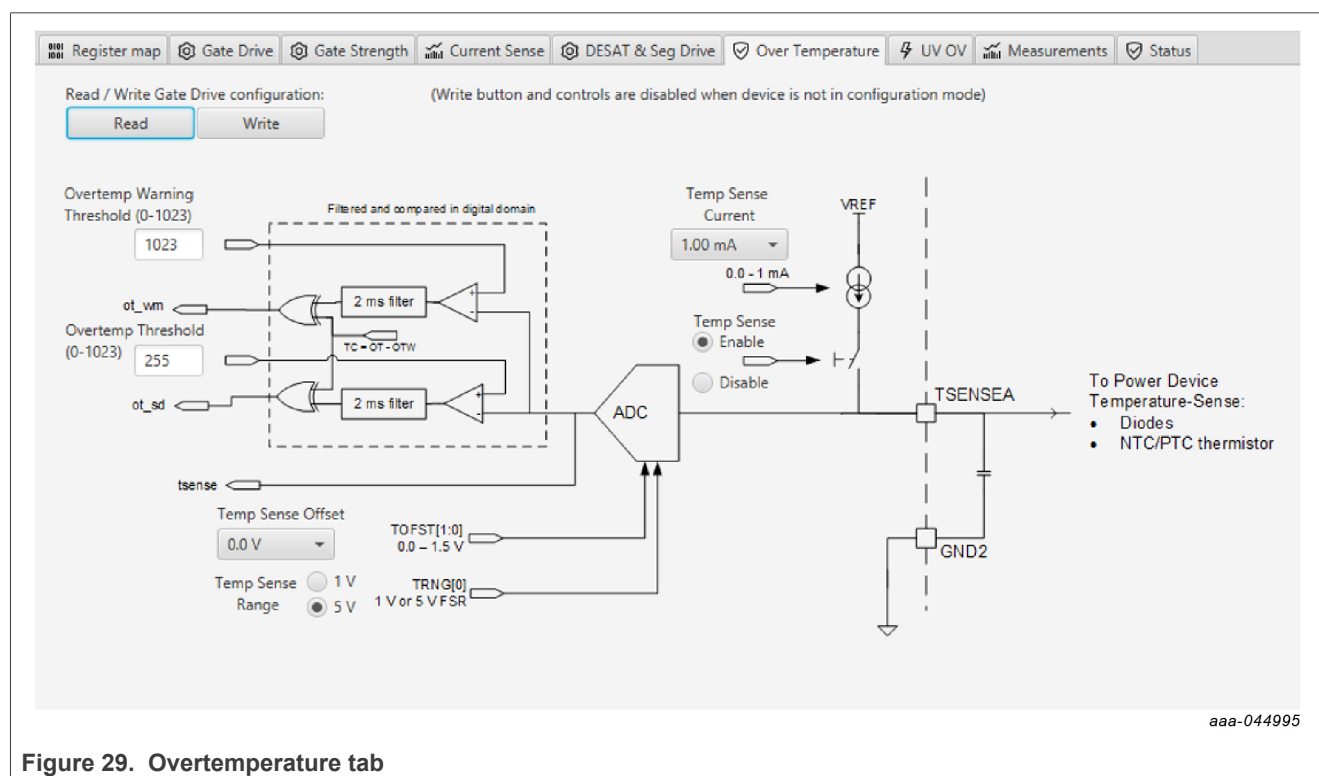 0101 1001 Register map Gate Drive Gate Strength Current Sense DESAT & Seg Drive Over Temperature UV OV Measurements Status
Read / Write Gate Drive configuration: (Write button and controls are disabled when device is not in configuration mode)
Read Write
Overtemp Warning
Threshold (0-1023)
1023
Filtered and compared in digital domain
Temp Sense
Current
1.00 mA
VREF
0.0 - 1 mA
ot_wrn
2 ms filter
Overtemp Threshold
(0-1023)
255
TC = OT - OTW
Temp Sense
Enable
Disable
ot_sd
2 ms filter
ADC
TSENSEA
To Power Device
Temperature-Sense:
• Diodes
• NTC/PTC thermistor
tsense
Temp Sense Offset
0.0 V
TOFST[1:0]
0.0 – 1.5 V
GND2
Temp Sense
Range
1 V
5 V
TRNG[0]
1 V or 5 V FSR
aaa-044995
Figure 29. Overtemperature tab